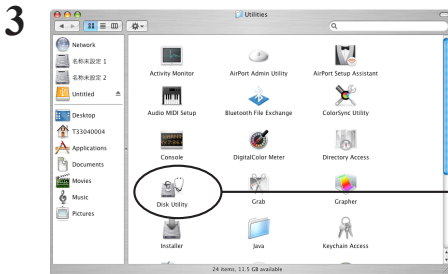 3
Utilities
Network
名称未設定 1
名称未設定 2
Untitled
Desktop
T33040004
Applications
Documents
Movies
Music
Pictures
Activity Monitor
AirPort Admin Utility
AirPort Setup Assistant
Audio MIDI Setup
Bluetooth File Exchange
ColorSync Utility
Console
DigitalColor Meter
Directory Access
Disk Utility
Grab
Grapher
Installer
Java
Keychain Access
24 items, 11.5 GB available